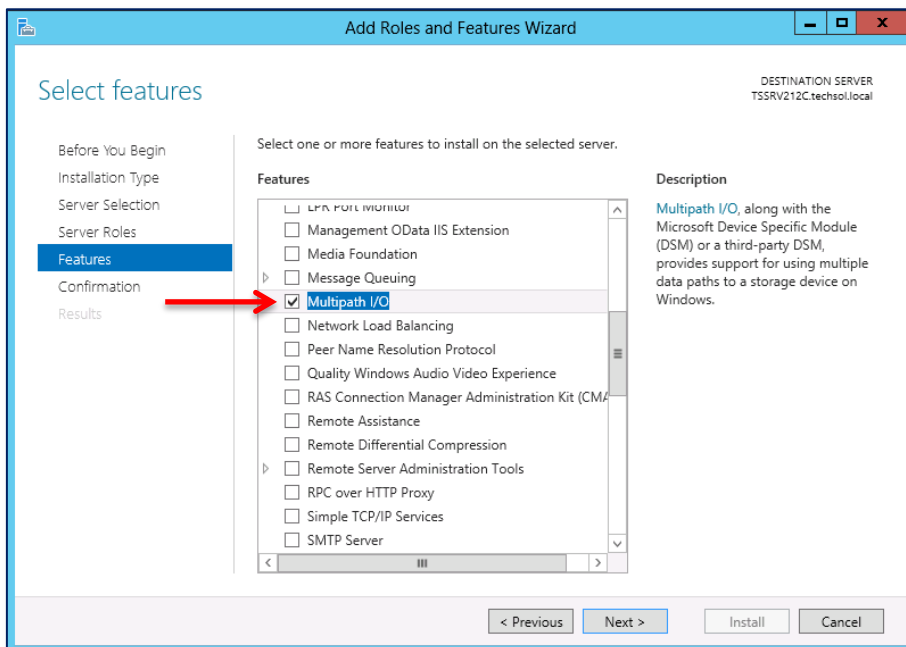 Add Roles and Features Wizard
Select features
DESTINATION SERVER
TSSRV212C.techsol.local
Before You Begin
Installation Type
Server Selection
Server Roles
Features
Confirmation
Results
Select one or more features to install on the selected server.
Features
LPR Port Monitor
Management OData IIS Extension
Media Foundation
Message Queuing
Multipath I/O
Network Load Balancing
Peer Name Resolution Protocol
Quality Windows Audio Video Experience
RAS Connection Manager Administration Kit (CMA
Remote Assistance
Remote Differential Compression
Remote Server Administration Tools
RPC over HTTP Proxy
Simple TCP/IP Services
SMTP Server
Description
Multipath I/O, along with the
Microsoft Device Specific Module
(DSM) or a third-party DSM,
provides support for using multiple
data paths to a storage device on
Windows.
< Previous
Next >
Install
Cancel